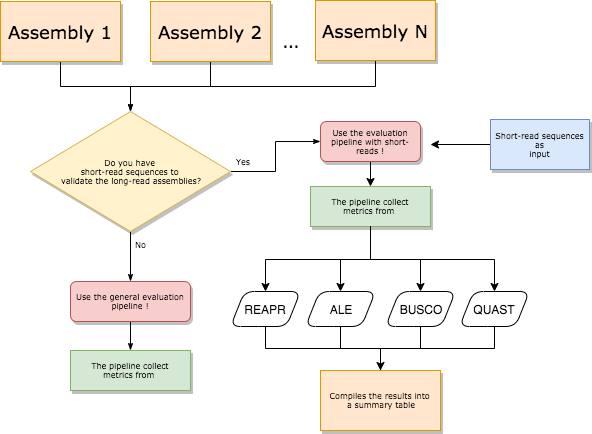 Assembly 1
Assembly 2
...
Assembly N
Do you have
short-read sequences to
validate the long-read assemblies?
Yes
No
Use the evaluation
pipeline with short-
reads !
Short-read sequences
as
input
The pipeline collect
metrics from
REAPR
ALE
BUSCO
QUAST
Use the general evaluation
pipeline !
The pipeline collect
metrics from
Compiles the results into
a summary table